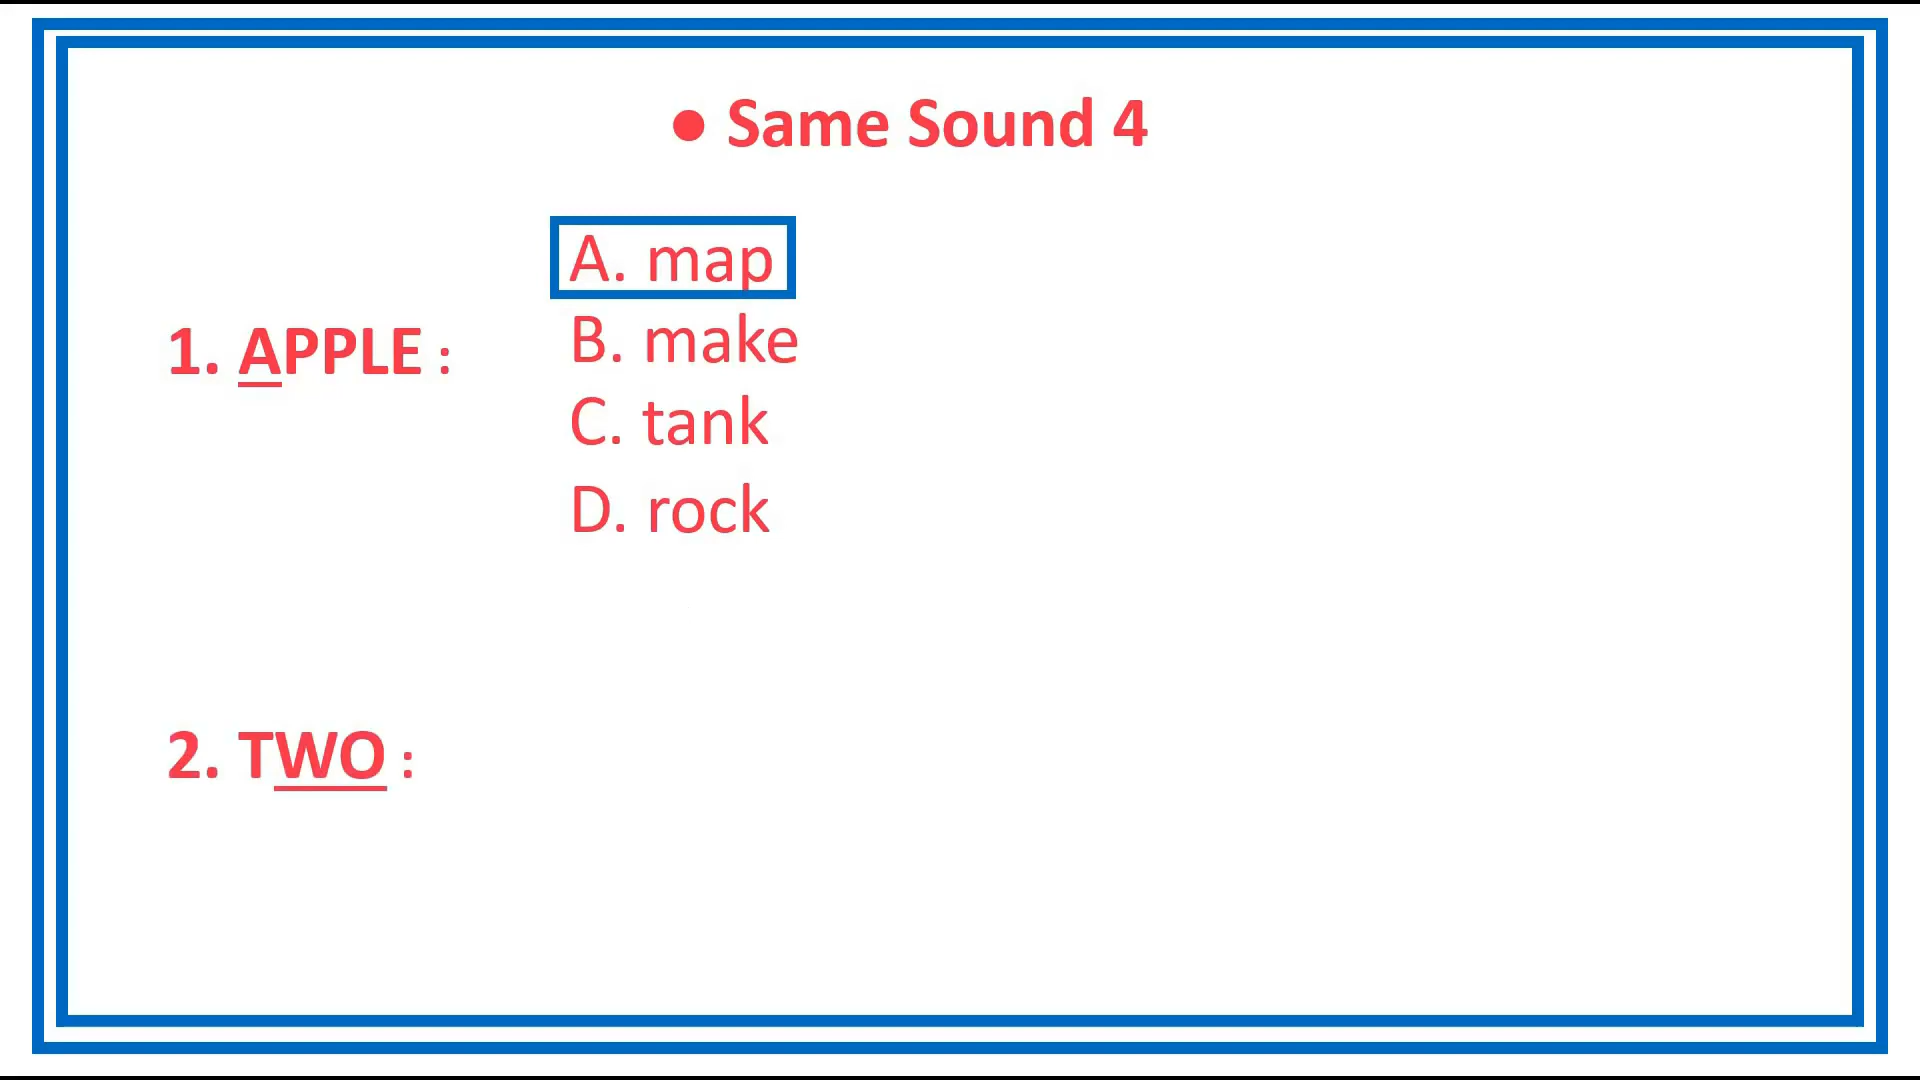 ● Same Sound 4
A. map
B. make
1. APPLE :
C. tank
D. rock
2. TWO :